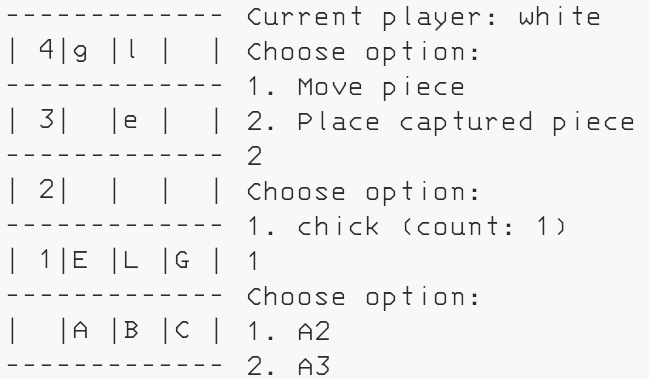 ------------- Current player: white
| 4|g |l | | Choose option:
------------- 1. Move piece
| 3| |e | | 2. Place captured piece
------------- 2
| 2| | | | Choose option:
------------- 1. chick (count: 1)
| 1|E |L |G | 1
------------- Choose option:
| |A |B |C | 1. A2
------------- 2. A3